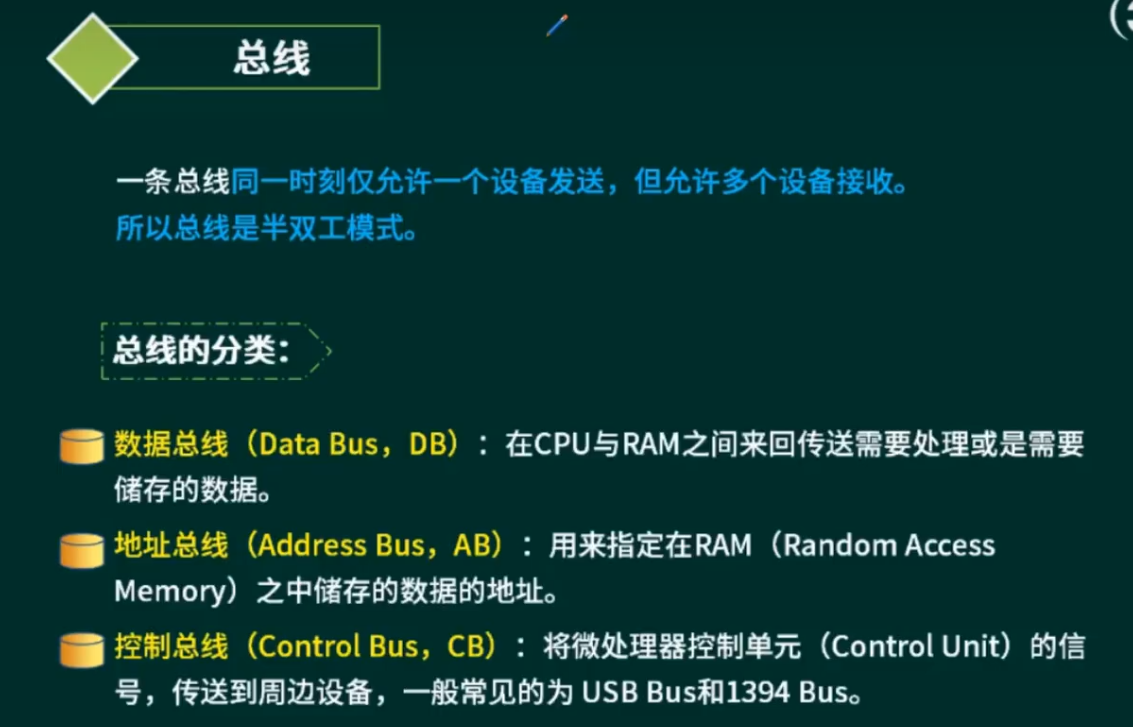 总线
一条总线同一时刻仅允许一个设备发送，但允许多个设备接收。
所以总线是半双工模式。
总线的分类：
数据总线（Data Bus，DB）：在CPU与RAM之间来回传送需要处理或是需要
储存的数据。
地址总线（Address Bus，AB）：用来指定在RAM（Random Access
Memory）之中储存的数据的地址。
控制总线（Control Bus，CB）：将微处理器控制单元（Control Unit）的信
号，传送到周边设备，一般常见的为 USB Bus和1394 Bus。